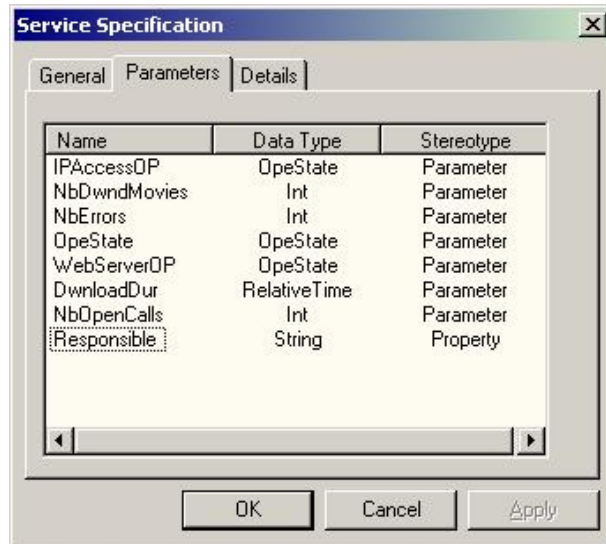 Service Specification
General Parameters Details
Name Data Type Stereotype
IPAccessOP OpeState Parameter
NbDwndMovies Int Parameter
NbErrors Int Parameter
OpeState OpeState Parameter
WebServerOP OpeState Parameter
DwnloadDur RelativeTime Parameter
NbOpenCalls Int Parameter
Responsible String Property
OK Cancel Apply